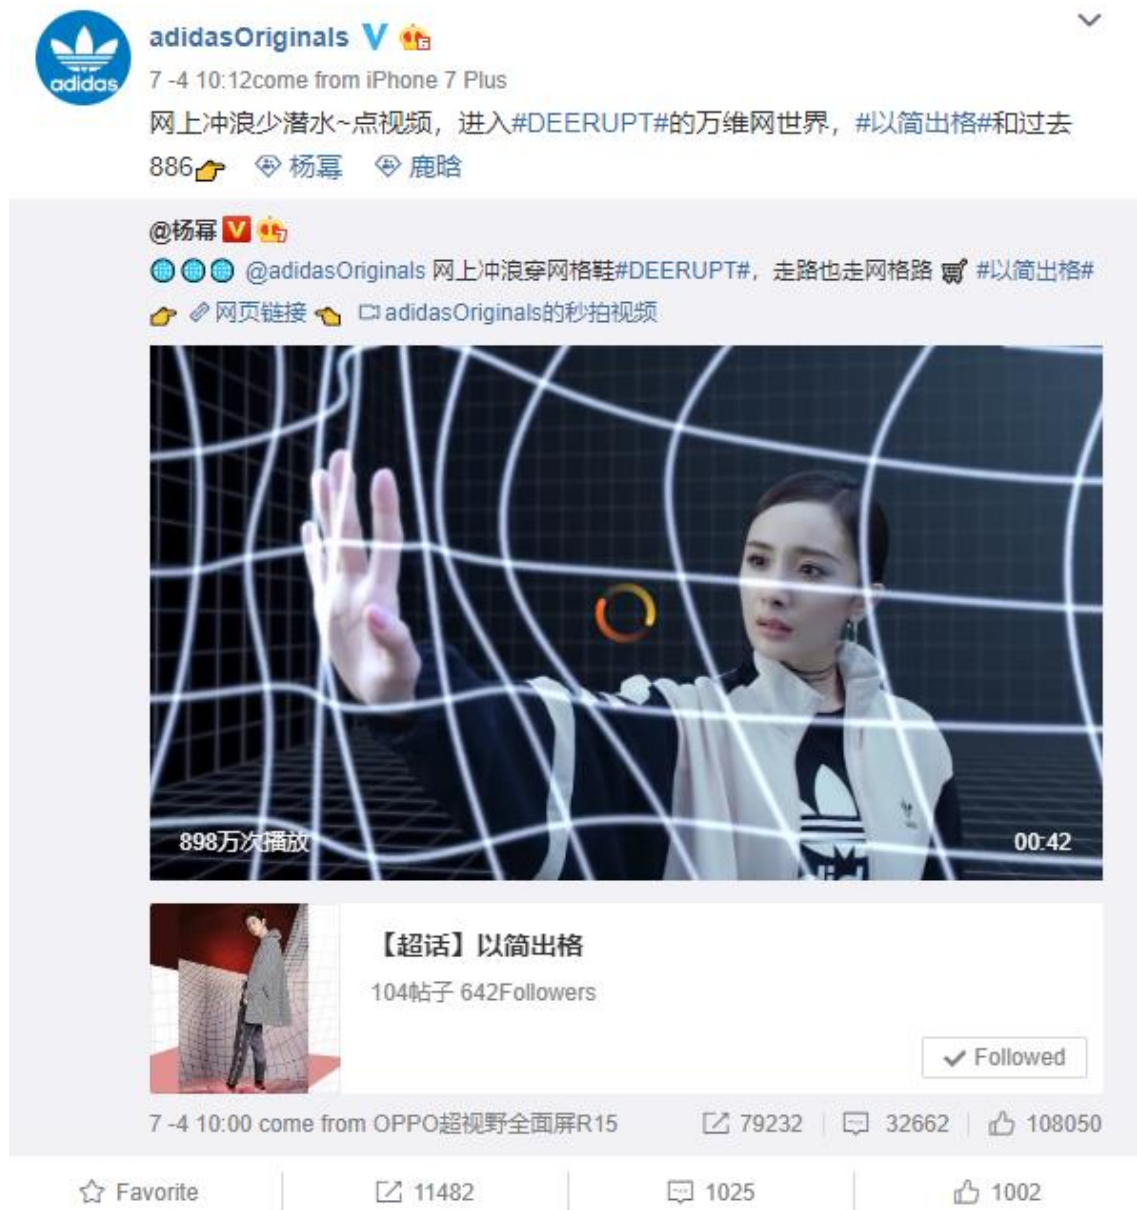 adidas
adidasOriginals V 6
7 -4 10:12come from iPhone 7 Plus
网上冲浪少潜水~点视频，进入#DEERUPT#的万维网世界，#以简出格#和过去
886👉 杨幂 鹿晗
@杨幂 V 7
@adidasOriginals 网上冲浪穿网格鞋#DEERUPT#，走路也走网格路 #以简出格#
网页链接 adidasOriginals的秒拍视频
898万次播放
00:42
【超话】以简出格
104帖子 642Followers
Followed
7 -4 10:00 come from OPPO超视野全面屏R15 79232 32662 108050
Favorite 11482 1025 1002